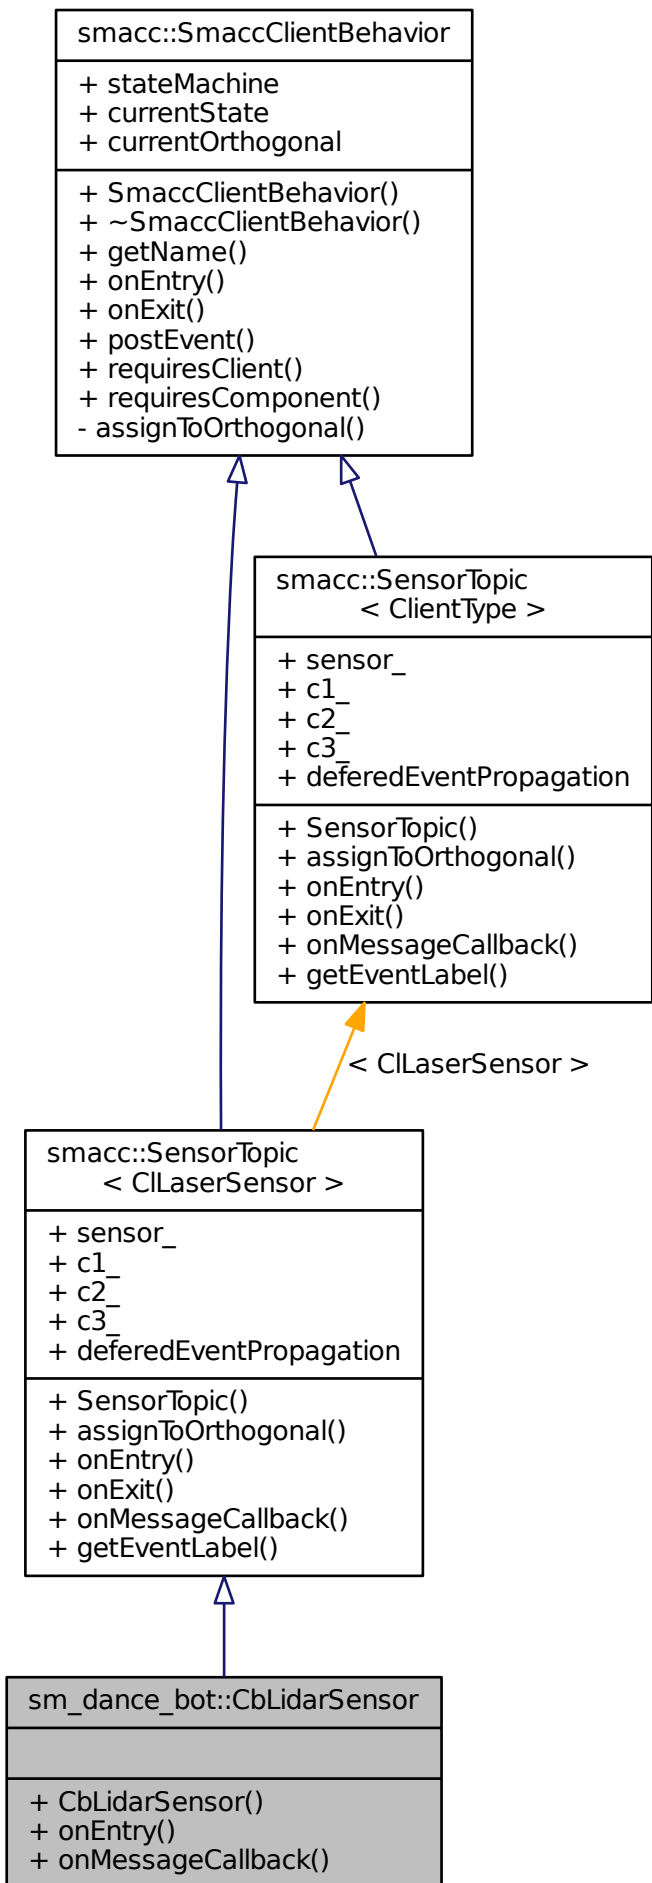 smacc::SmaccClientBehavior
+ stateMachine
+ currentState
+ currentOrthogonal
+ SmaccClientBehavior()
+ ~SmaccClientBehavior()
+ getName()
+ onEntry()
+ onExit()
+ postEvent()
+ requiresClient()
+ requiresComponent()
- assignToOrthogonal()
smacc::SensorTopic
< ClientType >
+ sensor_
+ c1_
+ c2_
+ c3_
+ deferedEventPropagation
+ SensorTopic()
+ assignToOrthogonal()
+ onEntry()
+ onExit()
+ onMessageCallback()
+ getEventLabel()
< ClLaserSensor >
smacc::SensorTopic
< ClLaserSensor >
+ sensor_
+ c1_
+ c2_
+ c3_
+ deferedEventPropagation
+ SensorTopic()
+ assignToOrthogonal()
+ onEntry()
+ onExit()
+ onMessageCallback()
+ getEventLabel()
sm_dance_bot::CbLidarSensor
+ CbLidarSensor()
+ onEntry()
+ onMessageCallback()